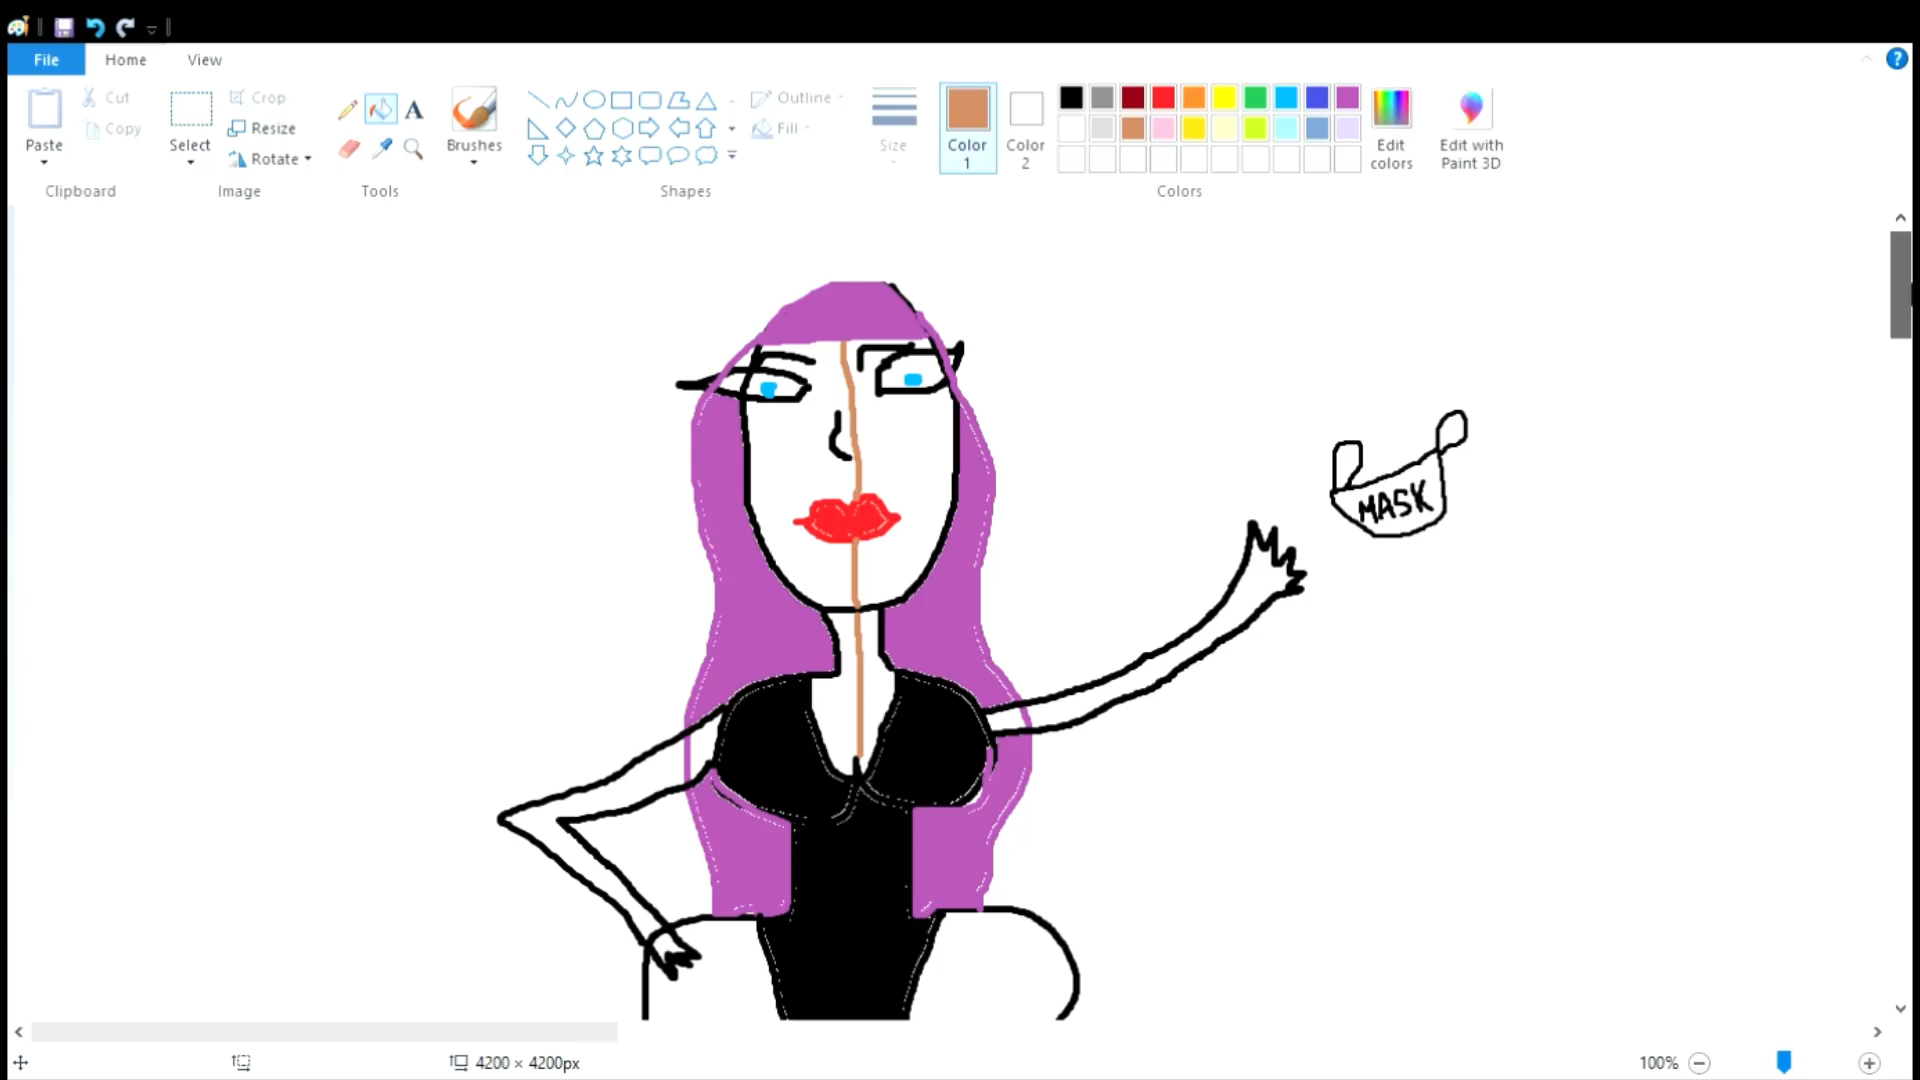 File Home View
Cut
Copy
Paste
Clipboard
Crop
Resize
Rotate
Select
Image
A
Tools
Brushes
Outline
Fill
Shapes
Size
Color
1
Color
2
Edit
colors
Colors
Edit with
Paint 3D
?
MASK
4200 × 4200px
100%